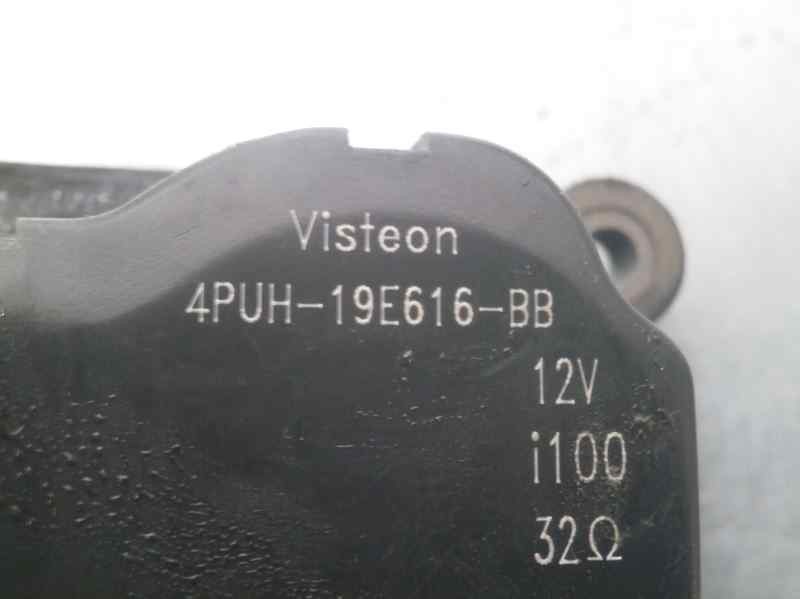 Visteon
4PUH-19E616-BB
12V
i100
32Ω